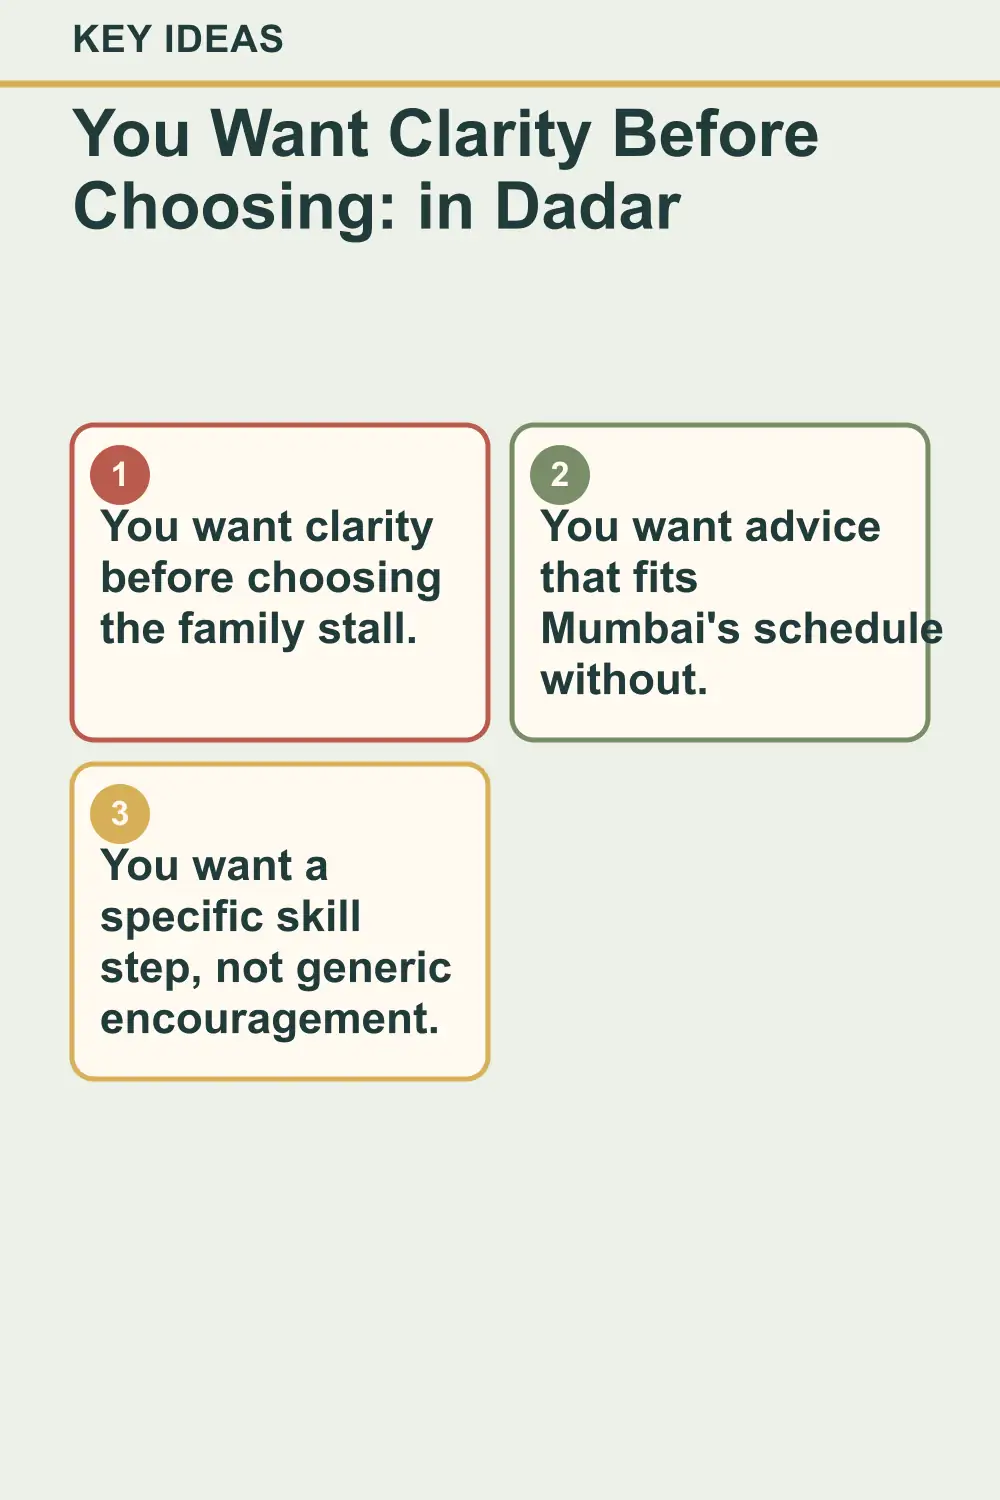 KEY IDEAS
You Want Clarity Before
Choosing: in Dadar
1
You want clarity
before choosing
the family stall.
2
You want advice
that fits
Mumbai's schedule
without.
3
You want a
specific skill
step, not generic
encouragement.